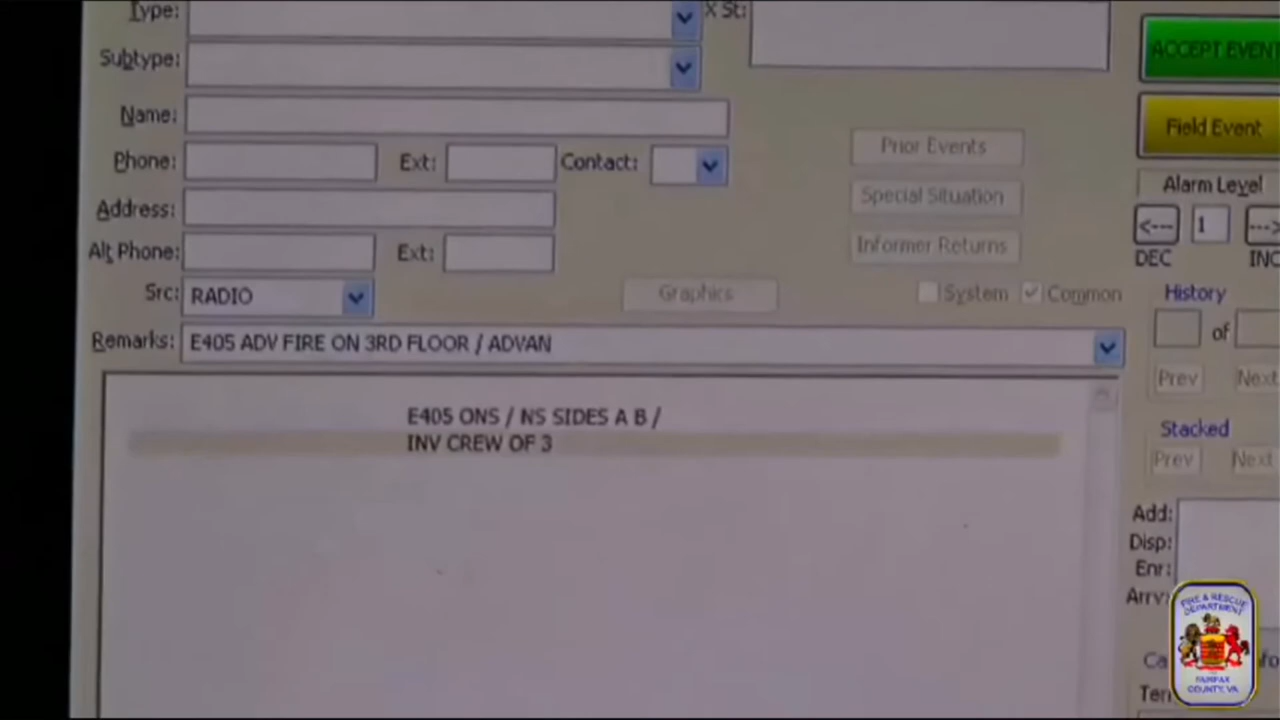 Type:
X St:
ACCEPT EVENT
Subtype:
Name:
Field Event
Phone:
Ext:
Contact:
Prior Events
Alarm Level
Special Situation
Address:
<---
1
--->
Alt Phone:
Ext:
Informer Returns
DEC
INC
Src:
RADIO
Graphics
System
Common
History
Remarks:
E405 ADV FIRE ON 3RD FLOOR / ADVAN
of
Prev
Next
E405 ONS / NS SIDES A B /
INV CREW OF 3
Stacked
Prev
Next
Add:
Disp:
Enr:
Arrv:
FIRE & RESCUE
DEPARTMENT
FAIRFAX
COUNTY, VA